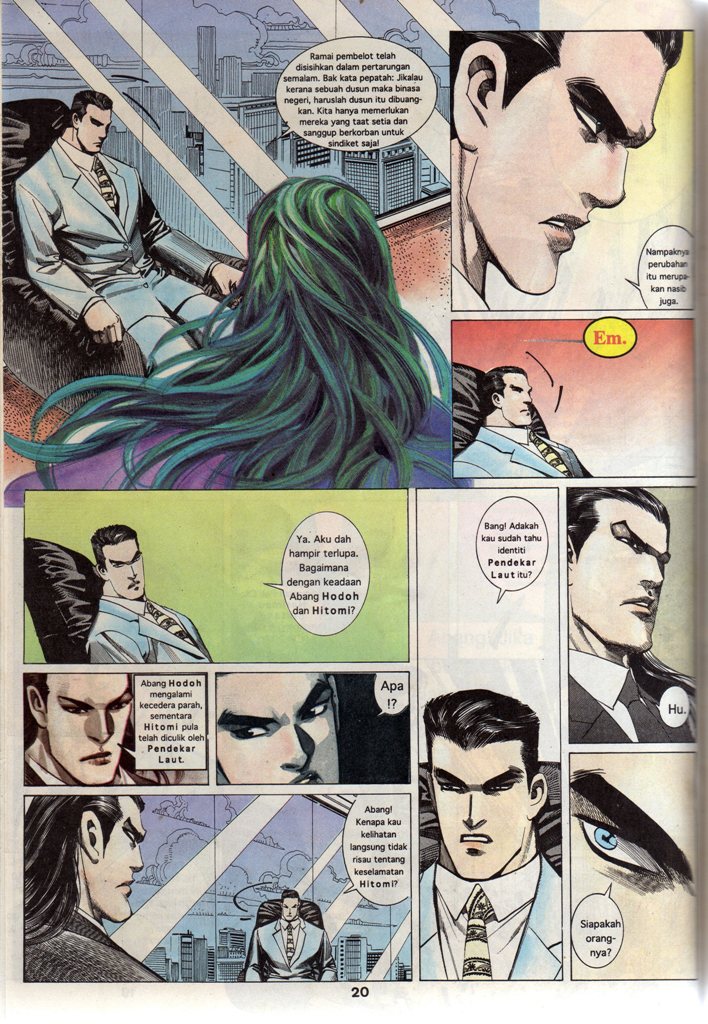 Ramai pembelot telah
disisihkan dalam pertarungan
semalam. Bak kata pepatah: Jikalau
kerana sebuah dusun maka binasa
negeri, haruslah dusun itu dibuang-
kan. Kita hanya memerlukan
mereka yang taat setia dan
sanggup berkorban untuk
sindiket saja!
Nampaknya
perubahan
itu merupa-
kan nasib
juga.
Em.
Ya. Aku dah
hampir terlupa.
Bagaimana
dengan keadaan
Abang Hodoh
dan Hitomi?
Abang Hodoh
mengalami
kecedera parah,
sementara
Hitomi pula
telah diculik oleh
Pendekar
Laut.
Apa
!?
Abang!
Kenapa kau
kelihatan
langsung tidak
risau tentang
keselamatan
Hitomi?
Bang! Adakah
kau sudah tahu
identiti
Pendekar
Laut itu?
Hu.
Siapakah
orang-
nya?
20